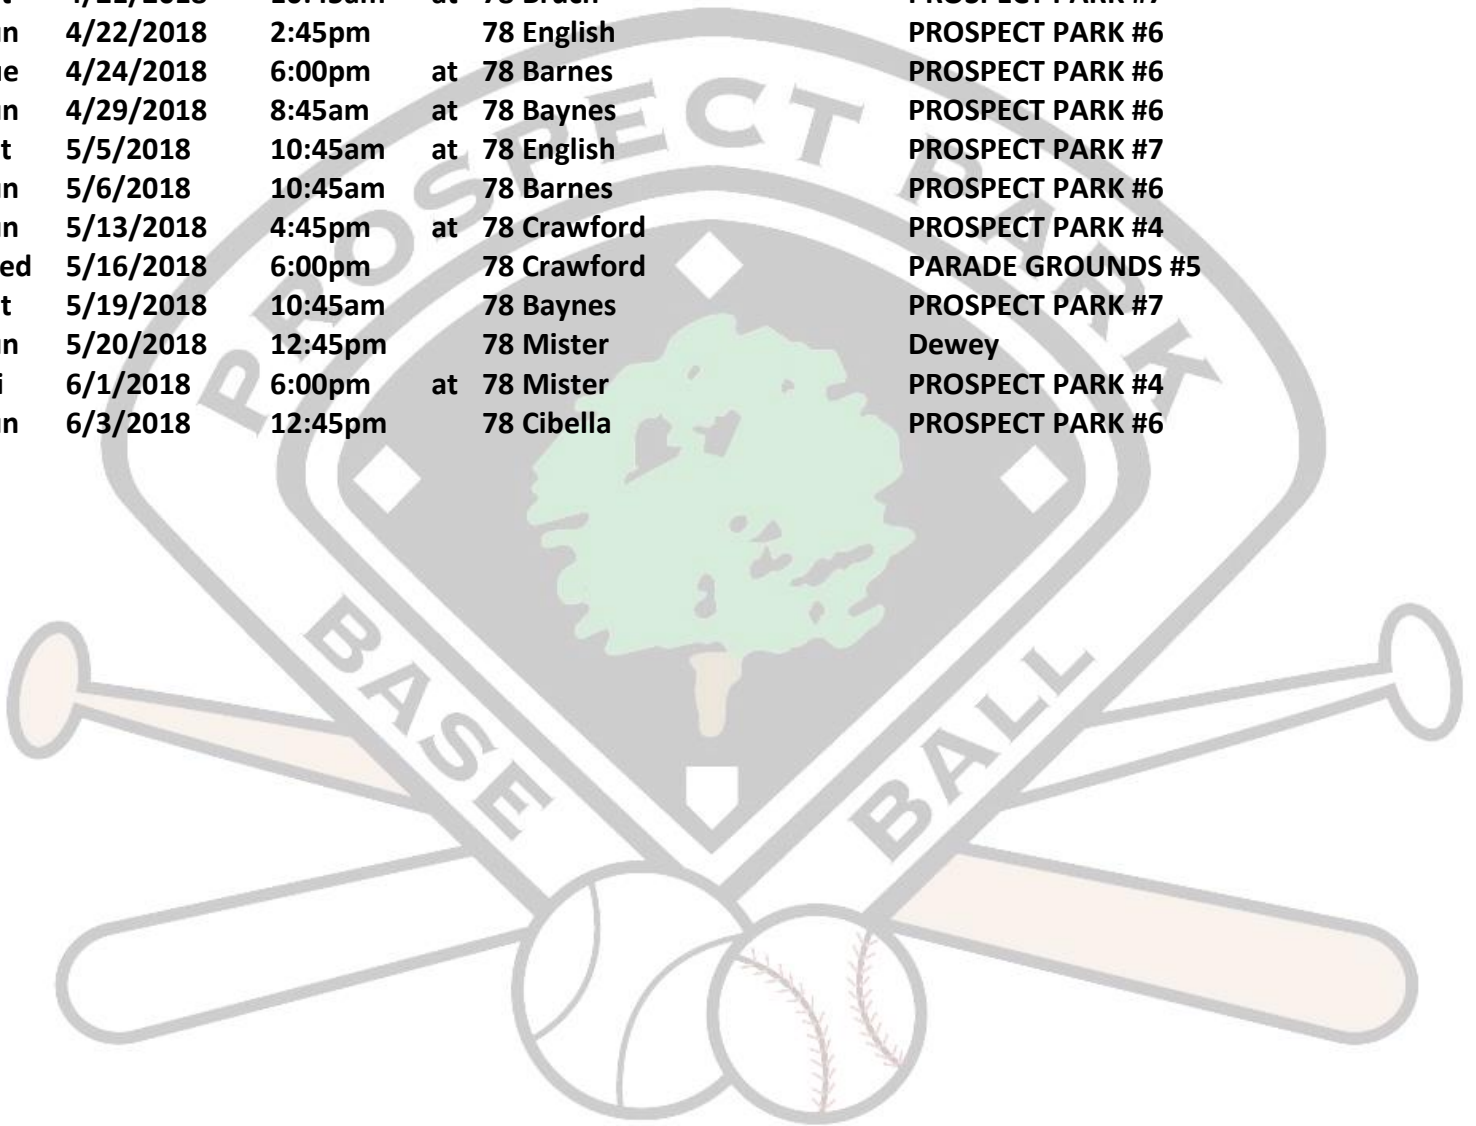 n 4/22/2018 2:45pm 78 English PROSPECT PARK #6
ue 4/24/2018 6:00pm at 78 Barnes PROSPECT PARK #6
n 4/29/2018 8:45am at 78 Baynes PROSPECT PARK #6
t 5/5/2018 10:45am at 78 English PROSPECT PARK #7
n 5/6/2018 10:45am 78 Barnes PROSPECT PARK #6
n 5/13/2018 4:45pm at 78 Crawford PROSPECT PARK #4
ed 5/16/2018 6:00pm 78 Crawford PARADE GROUNDS #5
t 5/19/2018 10:45am 78 Baynes PROSPECT PARK #7
n 5/20/2018 12:45pm 78 Mister Dewey
i 6/1/2018 6:00pm at 78 Mister PROSPECT PARK #4
n 6/3/2018 12:45pm 78 Cibella PROSPECT PARK #6
PROSPECT PARK
BASE BALL